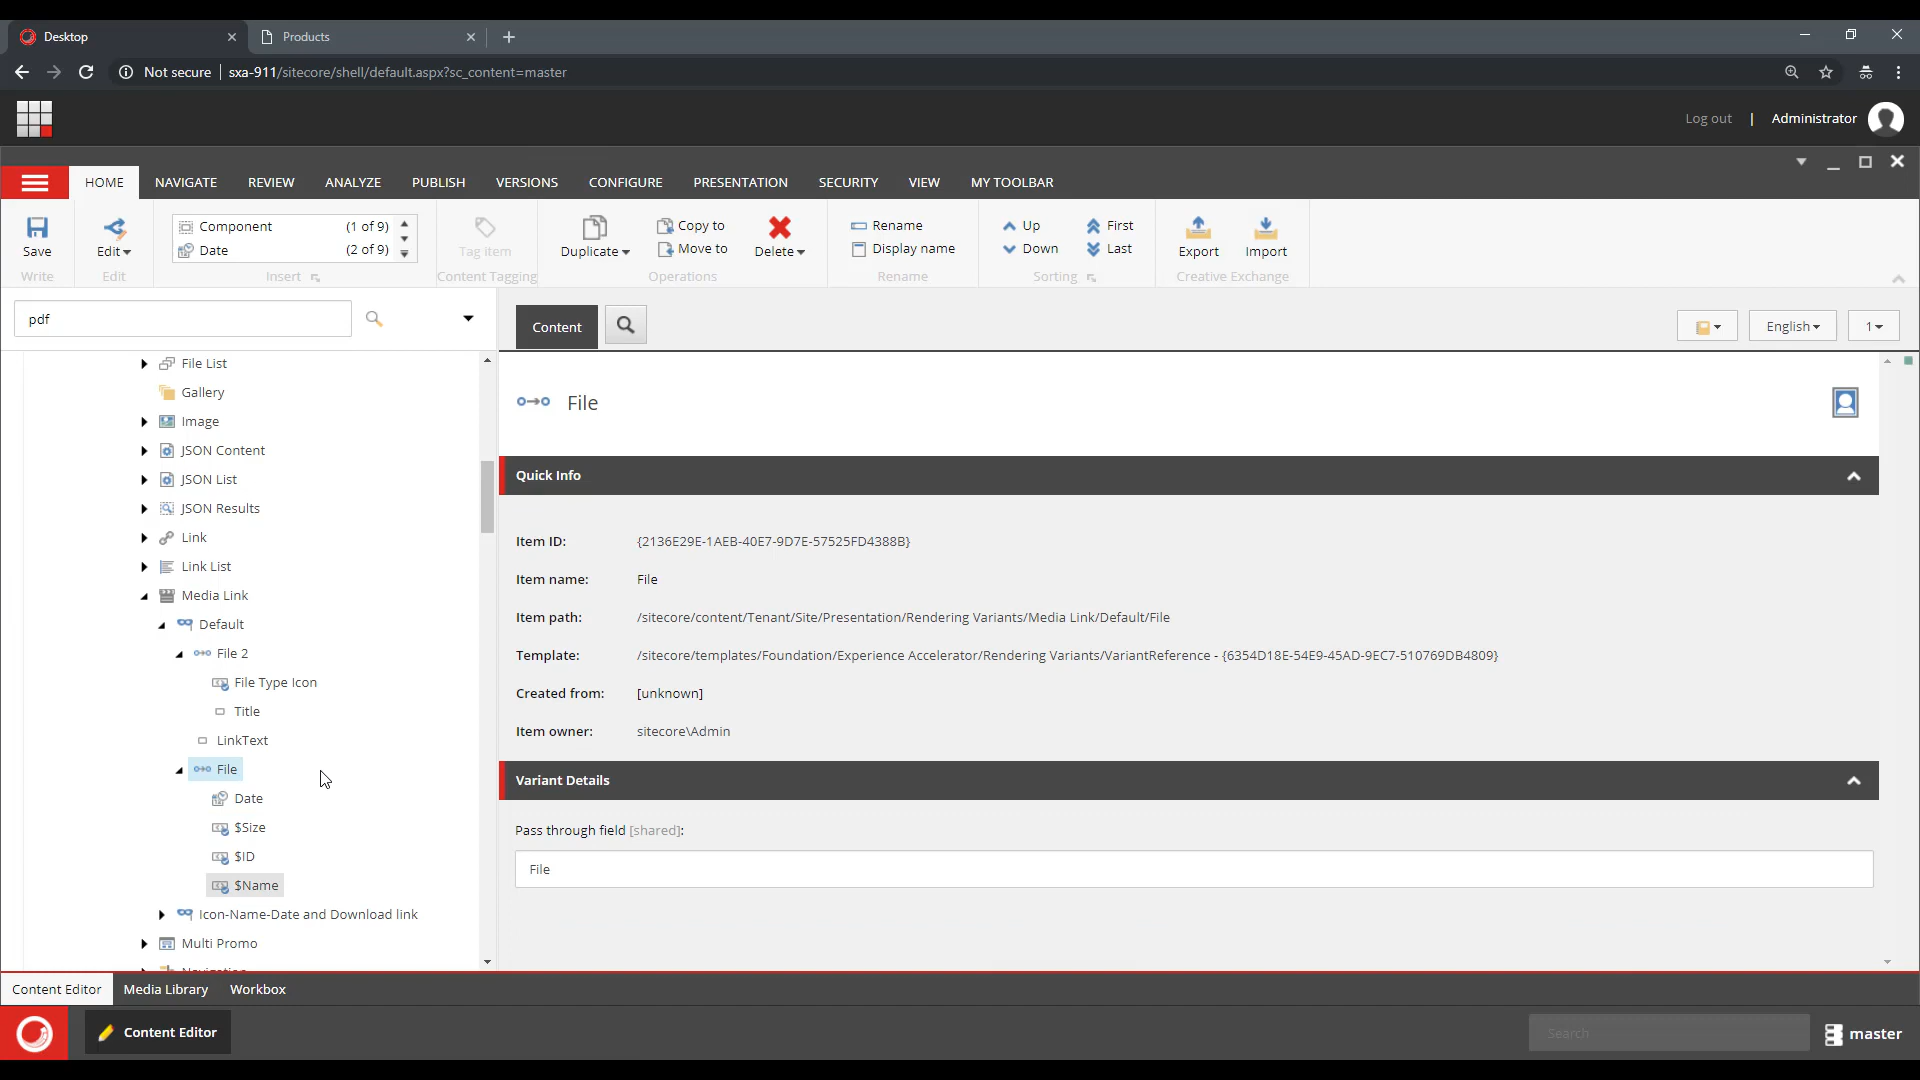 Desktop
Products
Not secure
sxa-911/sitecore/shell/default.aspx?sc_content=master
Log out | Administrator
HOME NAVIGATE REVIEW ANALYZE PUBLISH VERSIONS CONFIGURE PRESENTATION SECURITY VIEW MY TOOLBAR
Save
Write
Edit
Edit
Component (1 of 9)
Date (2 of 9)
Insert
Tag item
Content Tagging
Duplicate
Copy to
Move to
Delete
Operations
Rename
Display name
Rename
Up
Down
First
Last
Sorting
Export
Import
Creative Exchange
pdf
File List
Gallery
Image
JSON Content
JSON List
JSON Results
Link
Link List
Media Link
Default
File 2
File Type Icon
Title
LinkText
File
Date
$Size
$ID
$Name
Icon-Name-Date and Download link
Multi Promo
Navigation
Content
English
1
File
Quick Info
Item ID: {2136E29E-1AEB-40E7-9D7E-57525FD4388B}
Item name: File
Item path: /sitecore/content/Tenant/Site/Presentation/Rendering Variants/Media Link/Default/File
Template: /sitecore/templates/Foundation/Experience Accelerator/Rendering Variants/VariantReference - {6354D18E-54E9-45AD-9EC7-510769DB4809}
Created from: [unknown]
Item owner: sitecore\Admin
Variant Details
Pass through field [shared]:
File
Content Editor Media Library Workbox
Content Editor
Search
master